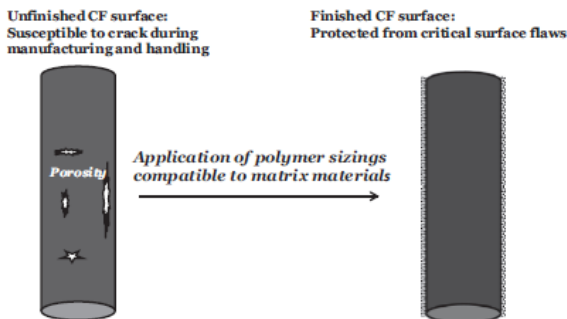 Unfinished CF surface:
Susceptible to crack during
manufacturing and handling
Finished CF surface:
Protected from critical surface flaws
Porosity
Application of polymer sizings
compatible to matrix materials